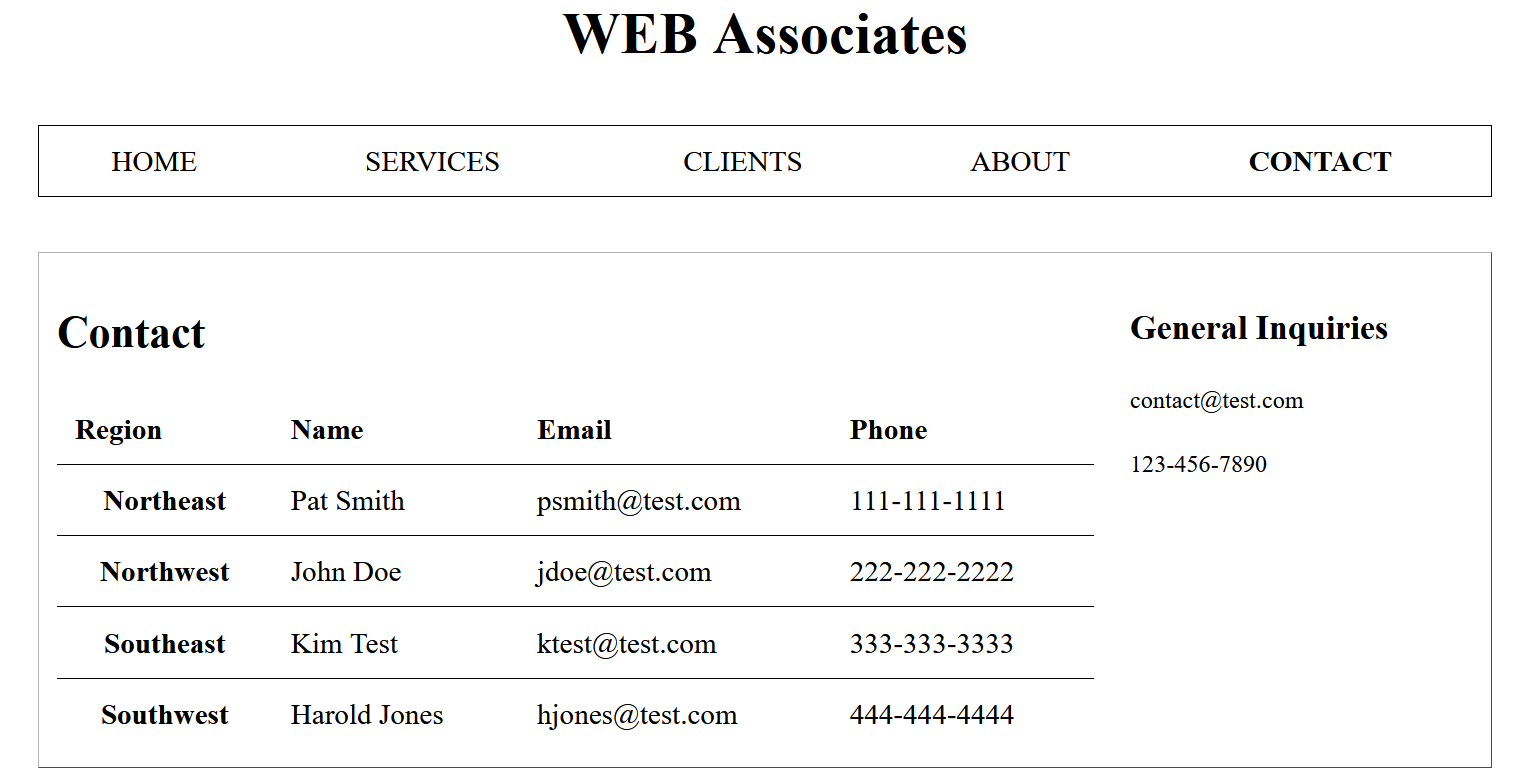 WEB Associates
HOME SERVICES CLIENTS ABOUT CONTACT
Contact
Region Name Email Phone
Northeast Pat Smith psmith@test.com 111-111-1111
Northwest John Doe jdoe@test.com 222-222-2222
Southeast Kim Test ktest@test.com 333-333-3333
Southwest Harold Jones hjones@test.com 444-444-4444
General Inquiries
contact@test.com
123-456-7890